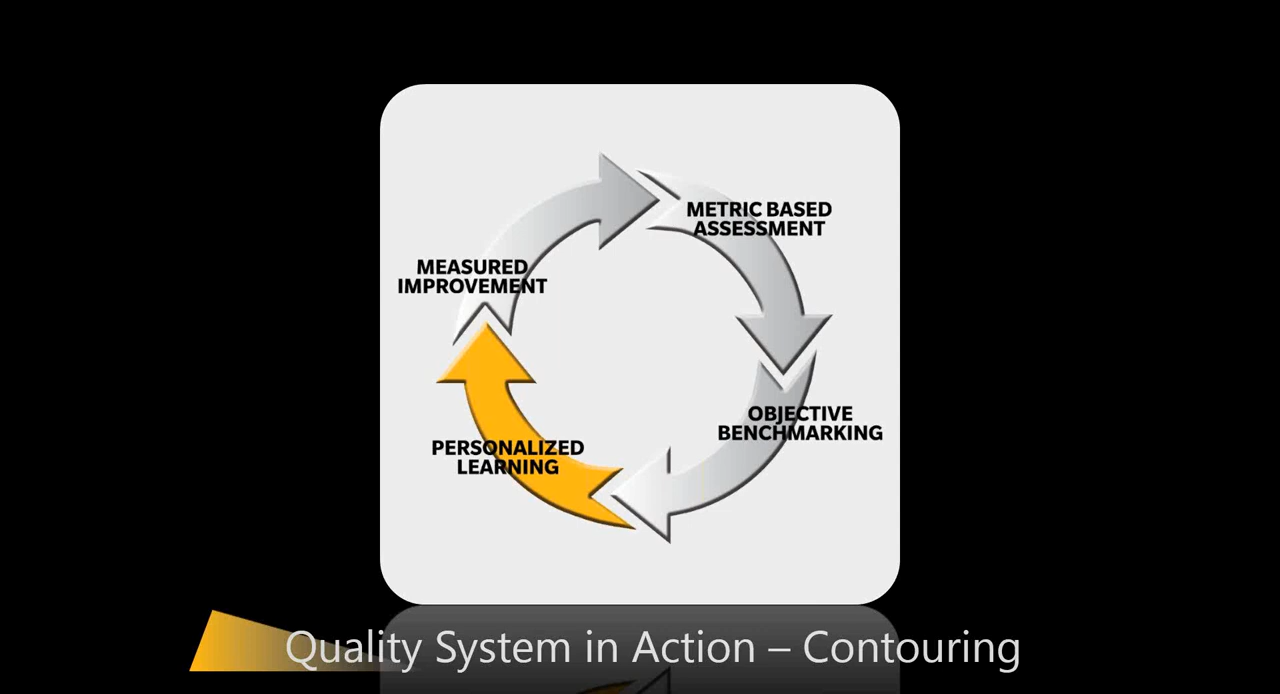 METRIC BASED
ASSESSMENT
MEASURED
IMPROVEMENT
OBJECTIVE
BENCHMARKING
PERSONALIZED
LEARNING
Quality System in Action – Contouring